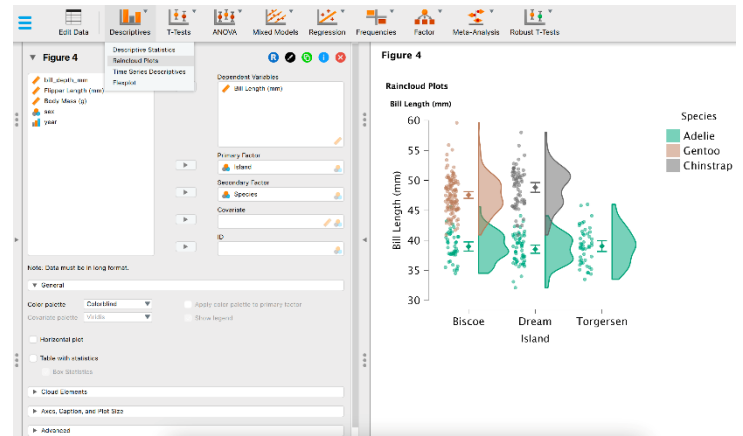 Edit Data
Descriptives
T-Tests
ANOVA
Mixed Models
Regression
Frequencies
Factor
Meta-Analysis
Robust T-Tests
Descriptive Statistics
Raincloud Plots
Time Series Descriptives
Flexplot
Figure 4
R
i
bill_depth_mm
Flipper Length (mm)
Body Mass (g)
sex
year
Dependent Variables
Bill Length (mm)
Primary Factor
Island
Secondary Factor
Species
Covariate
ID
Note: Data must be in long format.
General
Color palette Colorblind
Apply color palette to primary factor
Covariate palette Viridis
Show legend
Horizontal plot
Table with statistics
Box Statistics
Cloud Elements
Axes, Caption, and Plot Size
Advanced
Figure 4
Raincloud Plots
Bill Length (mm)
60
55
50
45
40
35
30
Bill Length (mm)
Biscoe
Dream
Torgersen
Island
Species
Adelie
Gentoo
Chinstrap